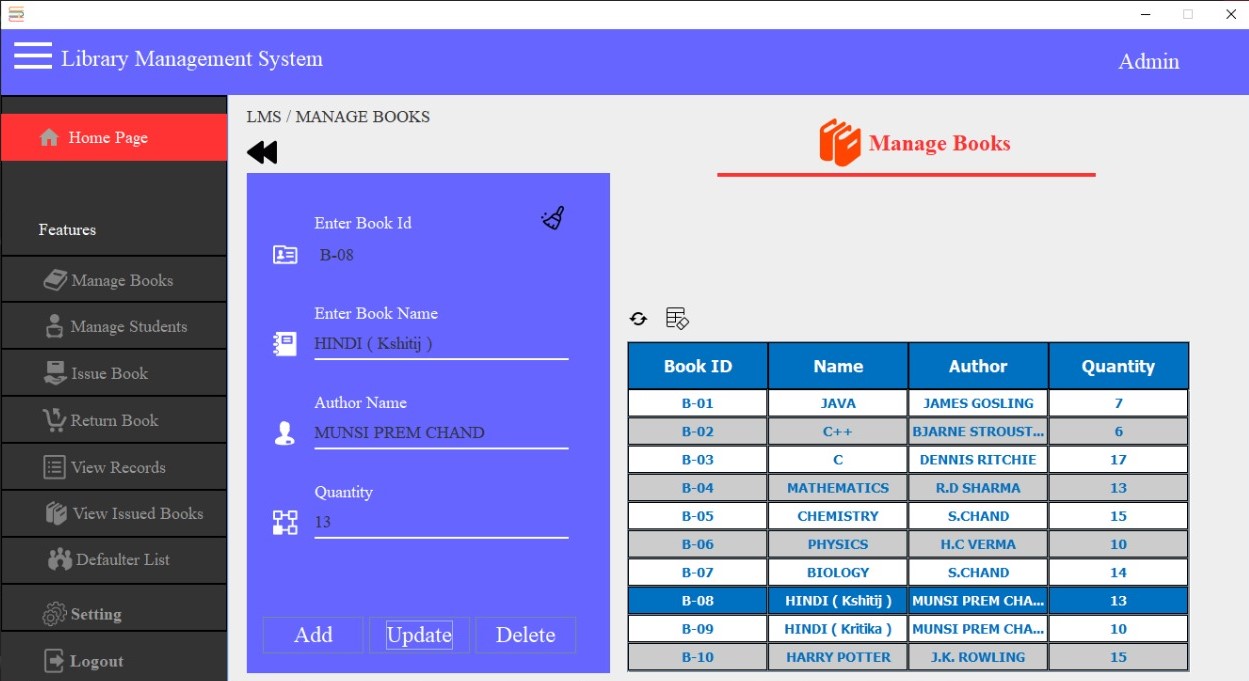 Library Management System
Admin
Home Page
Features
Manage Books
Manage Students
Issue Book
Return Book
View Records
View Issued Books
Defaulter List
Setting
Logout
LMS / MANAGE BOOKS
Enter Book Id
B-08
Enter Book Name
HINDI ( Kshitij )
Author Name
MUNSI PREM CHAND
Quantity
13
Add Update Delete
Manage Books
Book ID Name Author Quantity
B-01 JAVA JAMES GOSLING 7
B-02 C++ BJARNE STROUST... 6
B-03 C DENNIS RITCHIE 17
B-04 MATHEMATICS R.D SHARMA 13
B-05 CHEMISTRY S.CHAND 15
B-06 PHYSICS H.C VERMA 10
B-07 BIOLOGY S.CHAND 14
B-08 HINDI ( Kshitij ) MUNSI PREM CHA... 13
B-09 HINDI ( Kritika ) MUNSI PREM CHA... 10
B-10 HARRY POTTER J.K. ROWLING 15